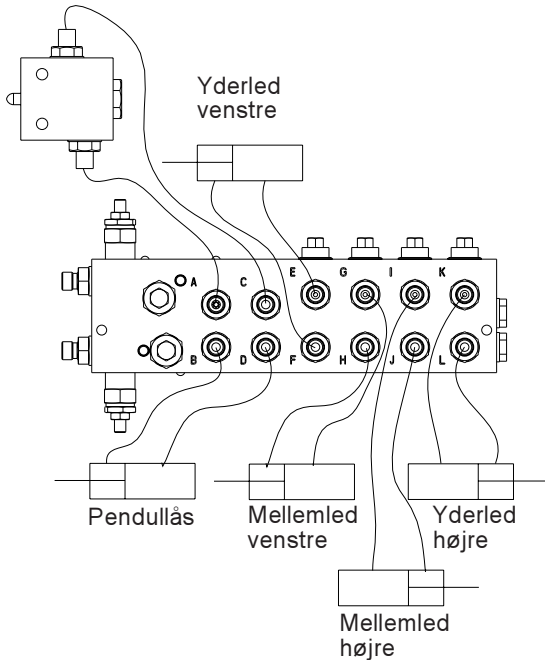 Yderled
venstre
E G I K
A C
B D F H J L
Pendullås
Mellemled
venstre
Yderled
højre
Mellemled
højre